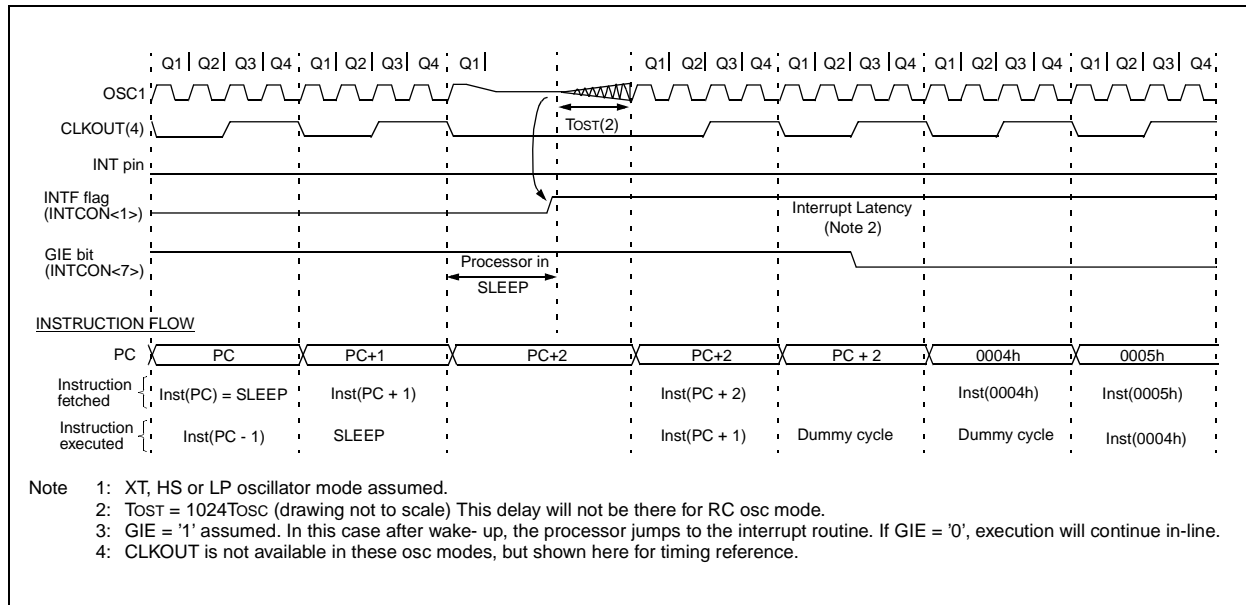 Q1 Q2 Q3 Q4 Q1 Q2 Q3 Q4 Q1 Q1 Q2 Q3 Q4 Q1 Q2 Q3 Q4 Q1 Q2 Q3 Q4 Q1 Q2 Q3 Q4
OSC1
TOST(2)
CLKOUT(4)
INT pin
INTF flag
(INTCON<1>)
Interrupt Latency
(Note 2)
GIE bit
(INTCON<7>)
Processor in
SLEEP
INSTRUCTION FLOW
PC PC PC+1 PC+2 PC+2 PC + 2 0004h 0005h
Instruction
fetched
Inst(PC) = SLEEP Inst(PC + 1) Inst(PC + 2) Inst(0004h) Inst(0005h)
Instruction
executed
Inst(PC - 1) SLEEP Inst(PC + 1) Dummy cycle Dummy cycle Inst(0004h)
Note 1: XT, HS or LP oscillator mode assumed.
2: TOST = 1024TOSC (drawing not to scale) This delay will not be there for RC osc mode.
3: GIE = '1' assumed. In this case after wake- up, the processor jumps to the interrupt routine. If GIE = '0', execution will continue in-line.
4: CLKOUT is not available in these osc modes, but shown here for timing reference.